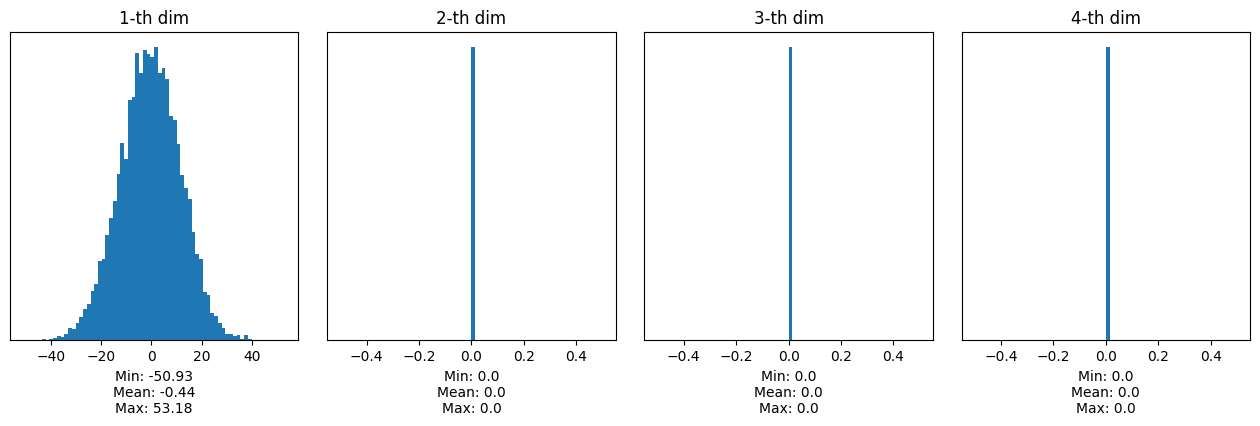 1-th dim
−40 −20 0 20 40
Min: -50.93
Mean: -0.44
Max: 53.18
2-th dim
−0.4 −0.2 0.0 0.2 0.4
Min: 0.0
Mean: 0.0
Max: 0.0
3-th dim
−0.4 −0.2 0.0 0.2 0.4
Min: 0.0
Mean: 0.0
Max: 0.0
4-th dim
−0.4 −0.2 0.0 0.2 0.4
Min: 0.0
Mean: 0.0
Max: 0.0